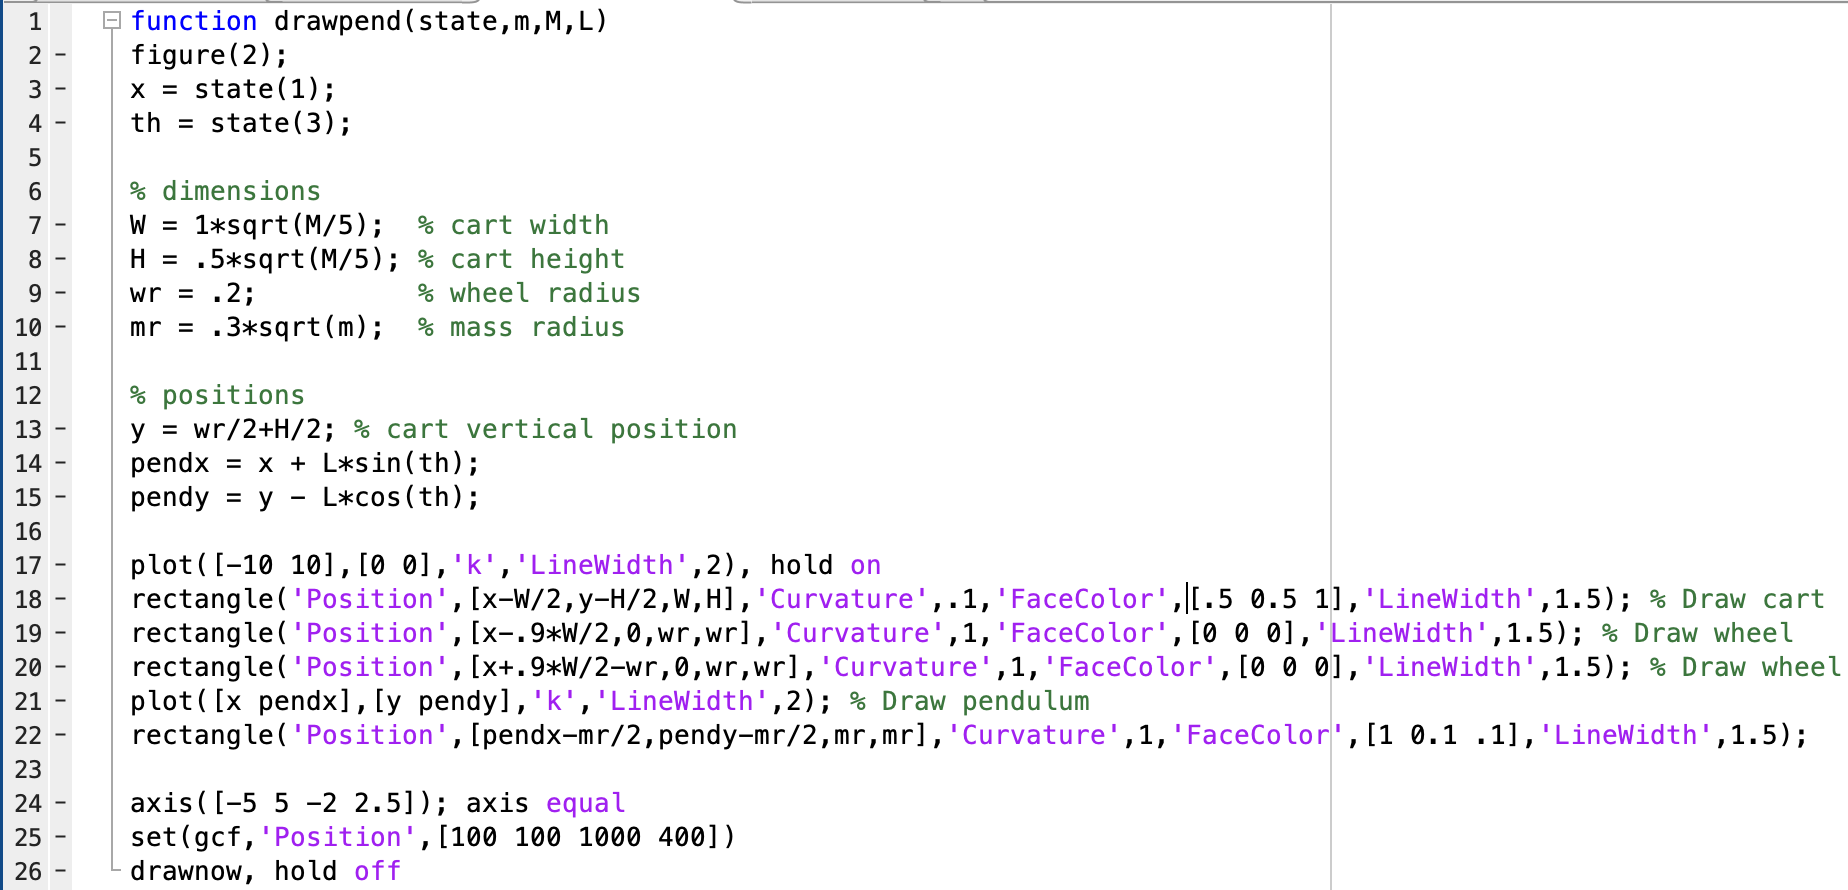 1 function drawpend(state,m,M,L)
2 - figure(2);
3 - x = state(1);
4 - th = state(3);
5
6 % dimensions
7 - W = 1*sqrt(M/5);  % cart width
8 - H = .5*sqrt(M/5); % cart height
9 - wr = .2;          % wheel radius
10 - mr = .3*sqrt(m);  % mass radius
11
12 % positions
13 - y = wr/2+H/2; % cart vertical position
14 - pendx = x + L*sin(th);
15 - pendy = y - L*cos(th);
16
17 - plot([-10 10],[0 0],'k','LineWidth',2), hold on
18 - rectangle('Position',[x-W/2,y-H/2,W,H],'Curvature',.1,'FaceColor',[.5 0.5 1],'LineWidth',1.5); % Draw cart
19 - rectangle('Position',[x-.9*W/2,0,wr,wr],'Curvature',1,'FaceColor',[0 0 0],'LineWidth',1.5); % Draw wheel
20 - rectangle('Position',[x+.9*W/2-wr,0,wr,wr],'Curvature',1,'FaceColor',[0 0 0],'LineWidth',1.5); % Draw wheel
21 - plot([x pendx],[y pendy],'k','LineWidth',2); % Draw pendulum
22 - rectangle('Position',[pendx-mr/2,pendy-mr/2,mr,mr],'Curvature',1,'FaceColor',[1 0.1 .1],'LineWidth',1.5);
23
24 - axis([-5 5 -2 2.5]); axis equal
25 - set(gcf,'Position',[100 100 1000 400])
26 - drawnow, hold off